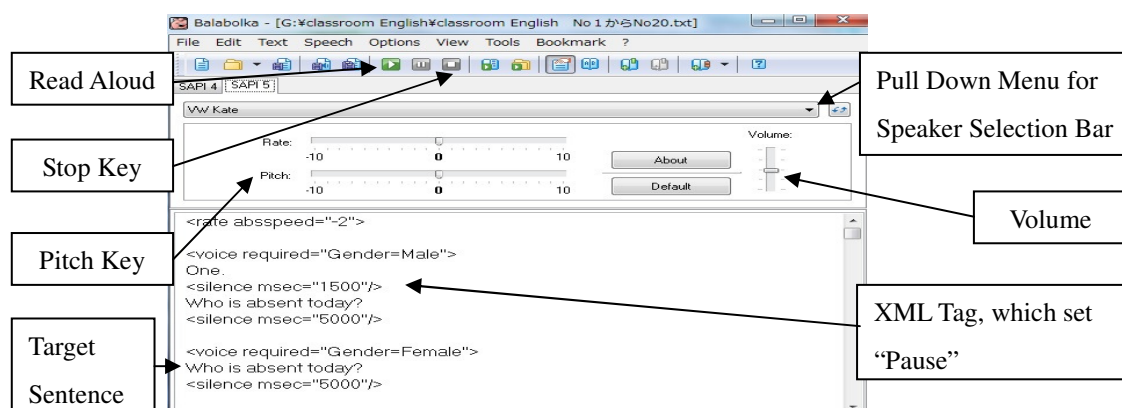 Balabolka - [G:¥classroom English¥classroom English No１からNo20.txt]
File Edit Text Speech Options View Tools Bookmark ?
SAPI 4 SAPI 5
VW Kate
Rate:
-10 0 10
Pitch:
-10 0 10
About
Default
Volume:
<rate absspeed="-2">
<voice required="Gender=Male">
One.
<silence msec="1500"/>
Who is absent today?
<silence msec="5000"/>
<voice required="Gender=Female">
Who is absent today?
<silence msec="5000"/>
Read Aloud
Stop Key
Pitch Key
Target
Sentence
Pull Down Menu for
Speaker Selection Bar
Volume
XML Tag, which set
“Pause”